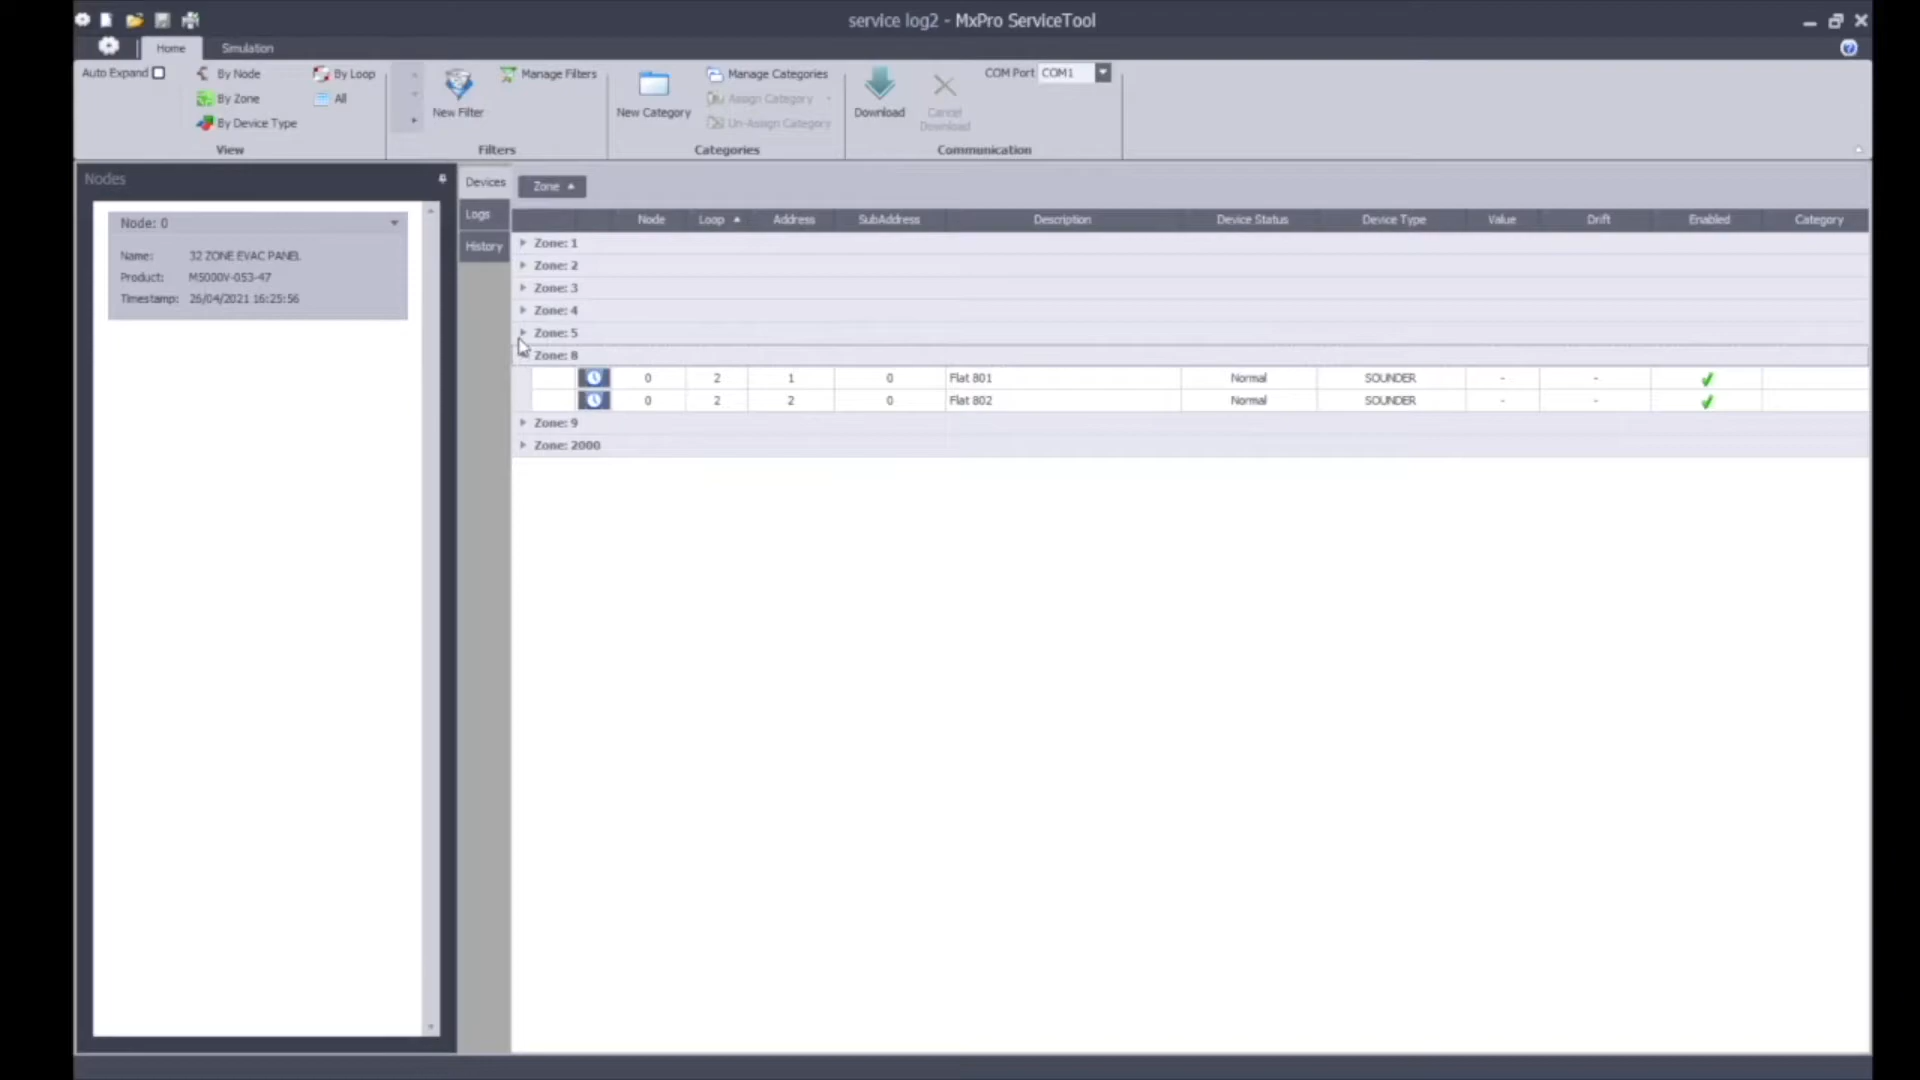 service log2 - MxPro ServiceTool
Home Simulation
Auto Expand By Node By Loop Manage Filters Manage Categories COM Port COM1
By Zone All Assign Category
New Filter New Category Download Cancel Download
By Device Type Un-Assign Category
View Filters Categories Communication
Nodes Devices Zone
Logs Node Loop Address SubAddress Description Device Status Device Type Value Drift Enabled Category
Node: 0
History
Name: 32 ZONE EVAC PANEL
Product: M5000V-053-47
Timestamp: 26/04/2021 16:25:56
Zone: 1
Zone: 2
Zone: 3
Zone: 4
Zone: 5
Zone: 8
0 2 1 0 Flat 801 Normal SOUNDER - -
0 2 2 0 Flat 802 Normal SOUNDER - -
Zone: 9
Zone: 2000